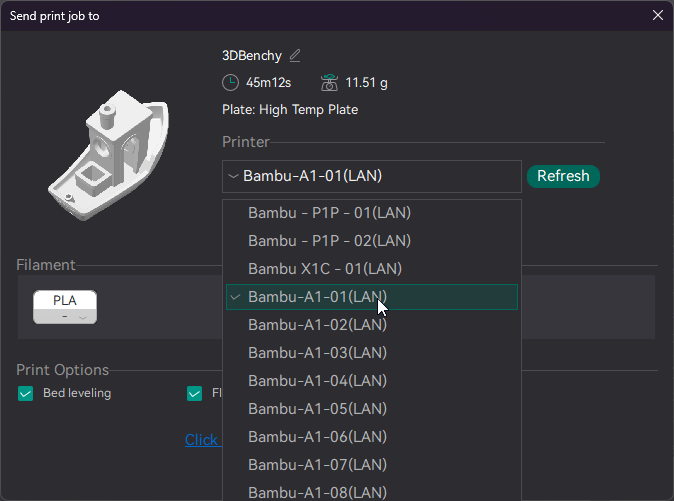 Send print job to
3DBenchy
45m12s 11.51 g
Plate: High Temp Plate
Printer
Bambu-A1-01(LAN) Refresh
Bambu - P1P - 01(LAN)
Bambu - P1P - 02(LAN)
Bambu X1C - 01(LAN)
Bambu-A1-01(LAN)
Bambu-A1-02(LAN)
Bambu-A1-03(LAN)
Bambu-A1-04(LAN)
Bambu-A1-05(LAN)
Bambu-A1-06(LAN)
Bambu-A1-07(LAN)
Bambu-A1-08(LAN)
Filament
PLA
-
Print Options
Bed leveling
Click